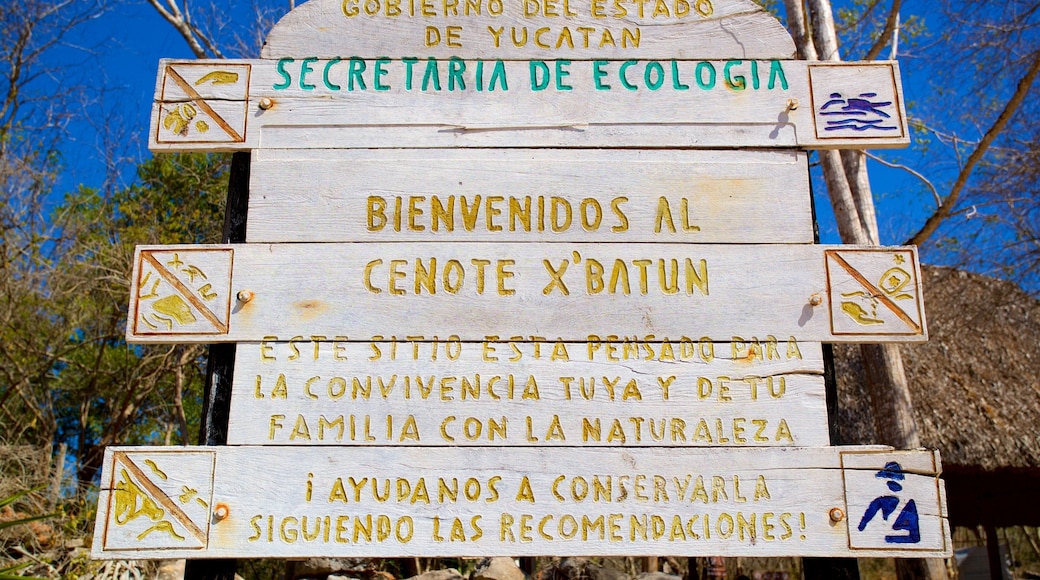 GOBIERNO DEL ESTADO
DE YUCATAN
SECRETARIA DE ECOLOGIA
BIENVENIDOS AL
CENOTE X'BATUN
ESTE SITIO ESTA PENSADO PARA
LA CONVIVENCIA TUYA Y DE TU
FAMILIA CON LA NATURALEZA
¡ AYUDANOS A CONSERVARLA
SIGUIENDO LAS RECOMENDACIONES!